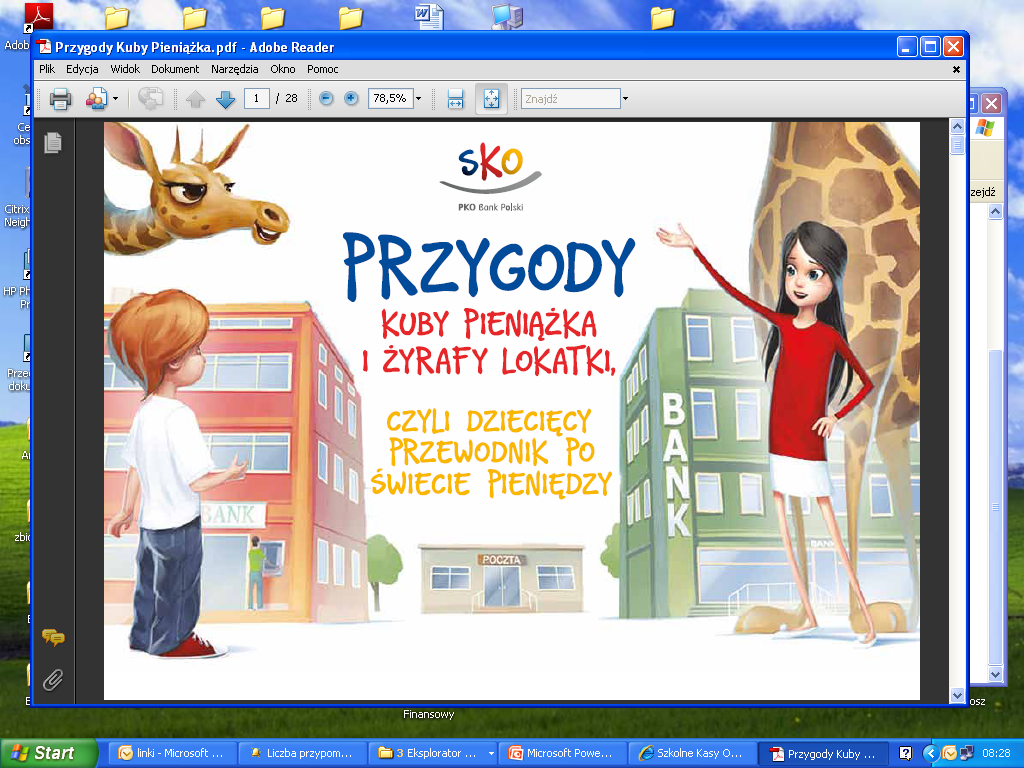 Przygody Kuby Pieniążka.pdf - Adobe Reader
Plik Edycja Widok Dokument Narzędzia Okno Pomoc
1 / 28 78,5% Znajdź
sKO
PKO Bank Polski
PRZYGODY
KUBY PIENIĄŻKA
I ŻYRAFY LOKATKI,
CZYLI DZIECIĘCY
PRZEWODNIK PO
ŚWIECIE PIENIĘDZY
BANK
BANK
POCZTA
BANK
Citrix
Finansowy
Start
linki - Microsoft ...
Liczba przypom...
3 Eksplorator ...
Microsoft Powe...
Szkolne Kasy O...
Przygody Kuby ...
08:28